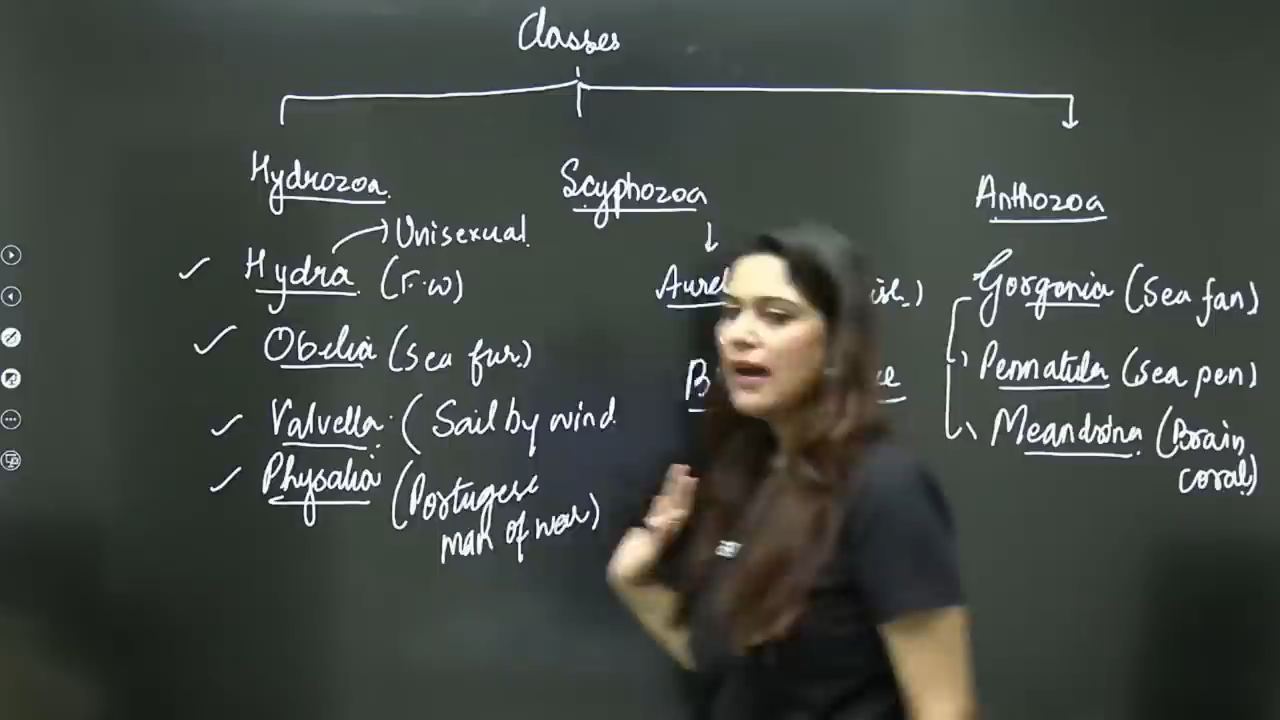 Classes
Hydrozoa
Scyphozoa
Anthozoa
Unisexual
Hydra (F.w)
Obelia (Sea fur)
Valvella (Sail by wind
Physalia (Portugese
man of war)
Gorgonia (Sea fan)
Pennatula (Sea pen)
Meandrina (Brain
coral)